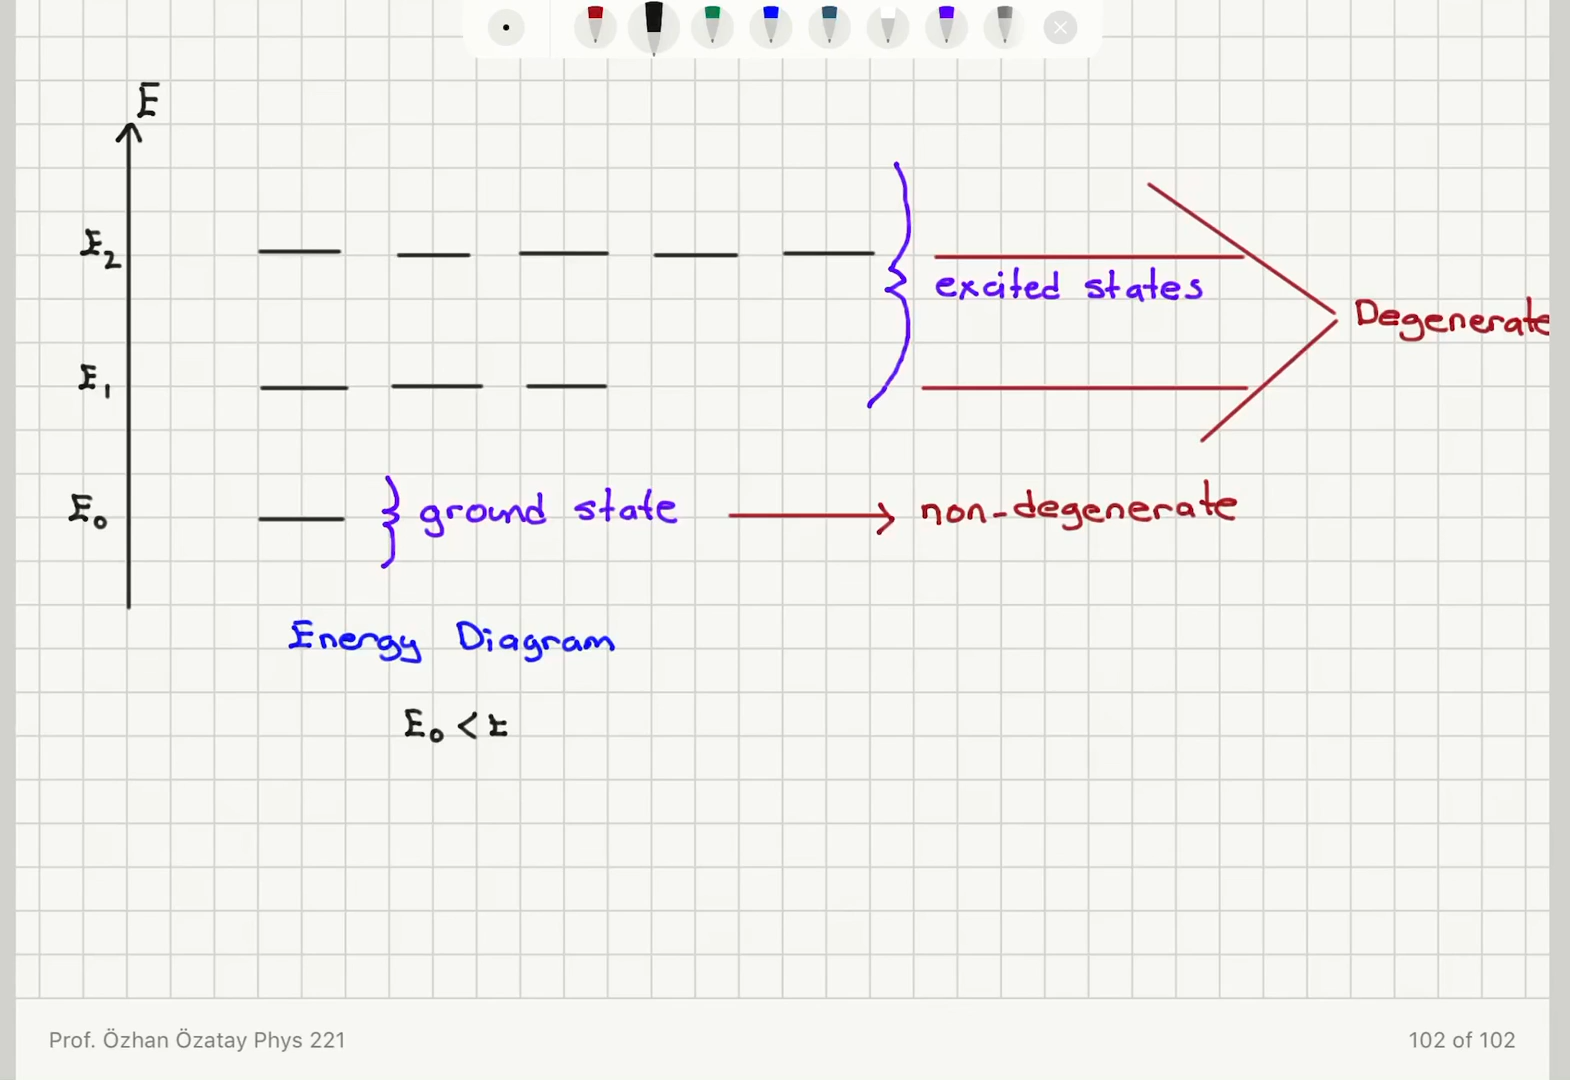 E
E₂
excited states
Degenerate
E₁
E₀ ground state → non-degenerate
Energy Diagram
E₀ < E
Prof. Özhan Özatay Phys 221
102 of 102